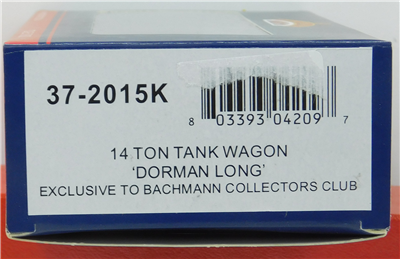 37-2015K
8 03393 04209 7
14 TON TANK WAGON
'DORMAN LONG'
EXCLUSIVE TO BACHMANN COLLECTORS CLUB